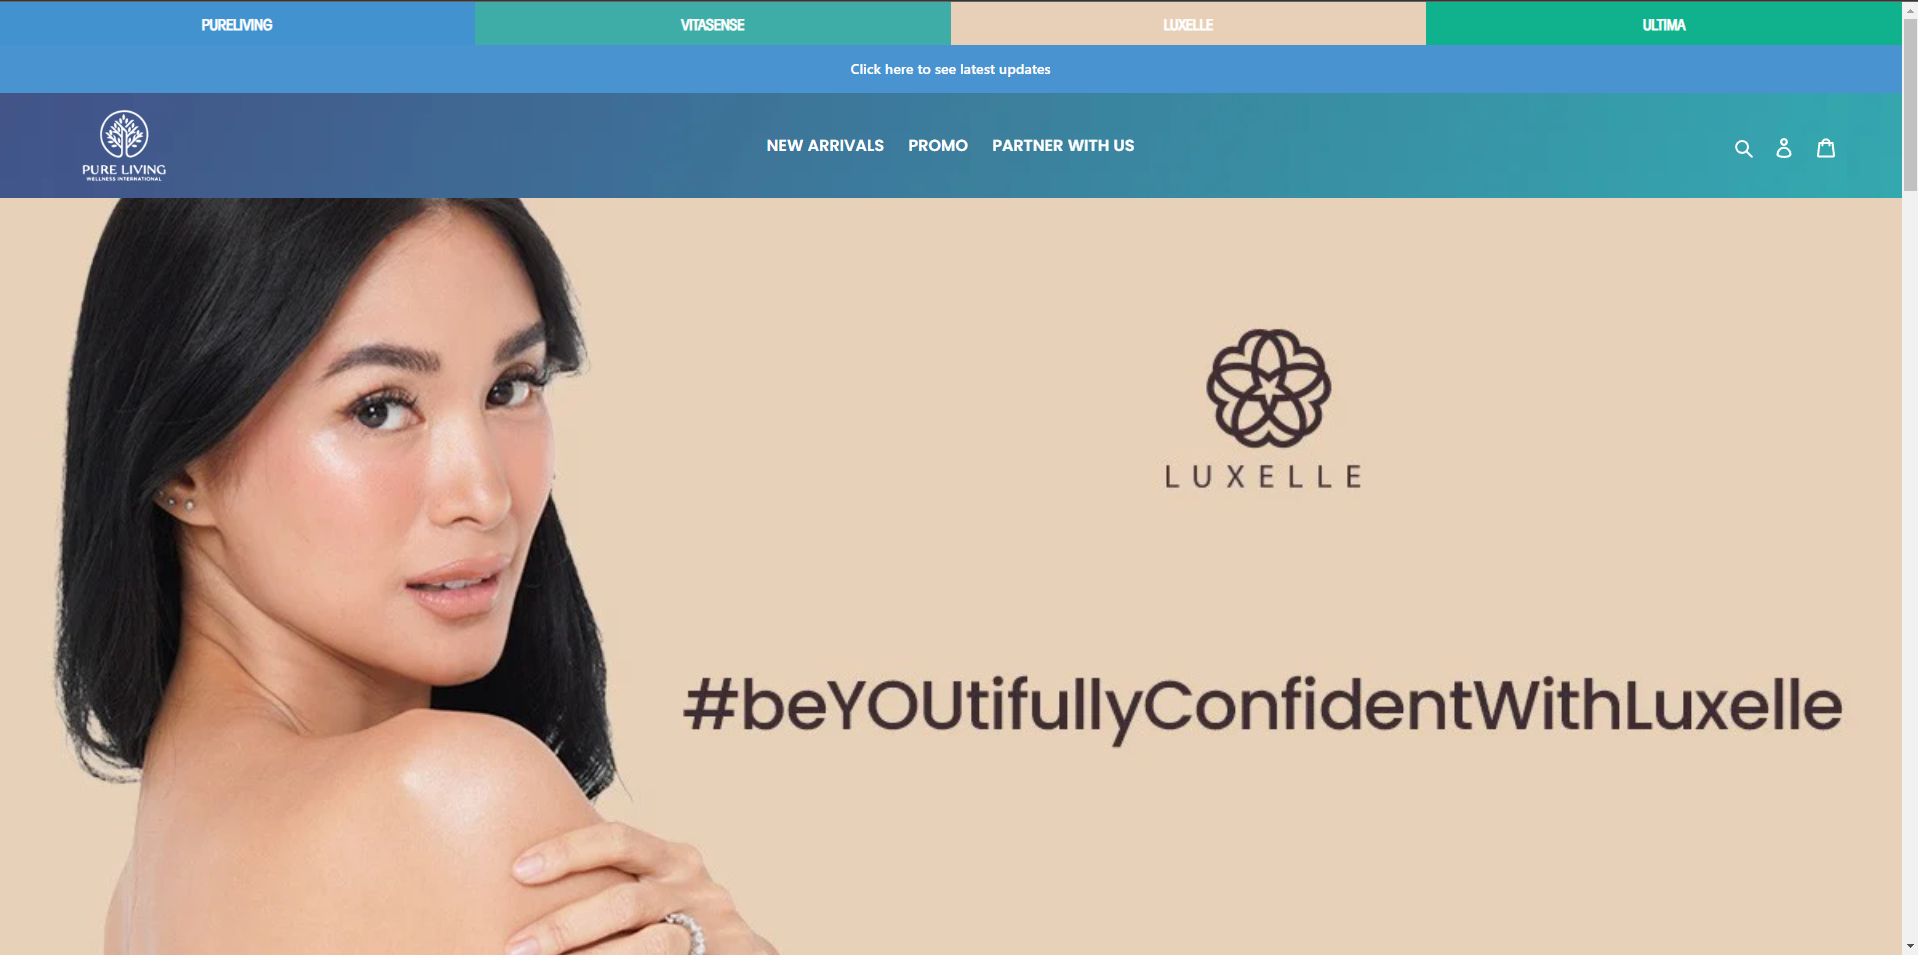 PURELIVING
VITASENSE
LUXELLE
ULTIMA
Click here to see latest updates
PURE LIVING
WELLNESS INTERNATIONAL
NEW ARRIVALS
PROMO
PARTNER WITH US
LUXELLE
#beYOUtifullyConfidentWithLuxelle